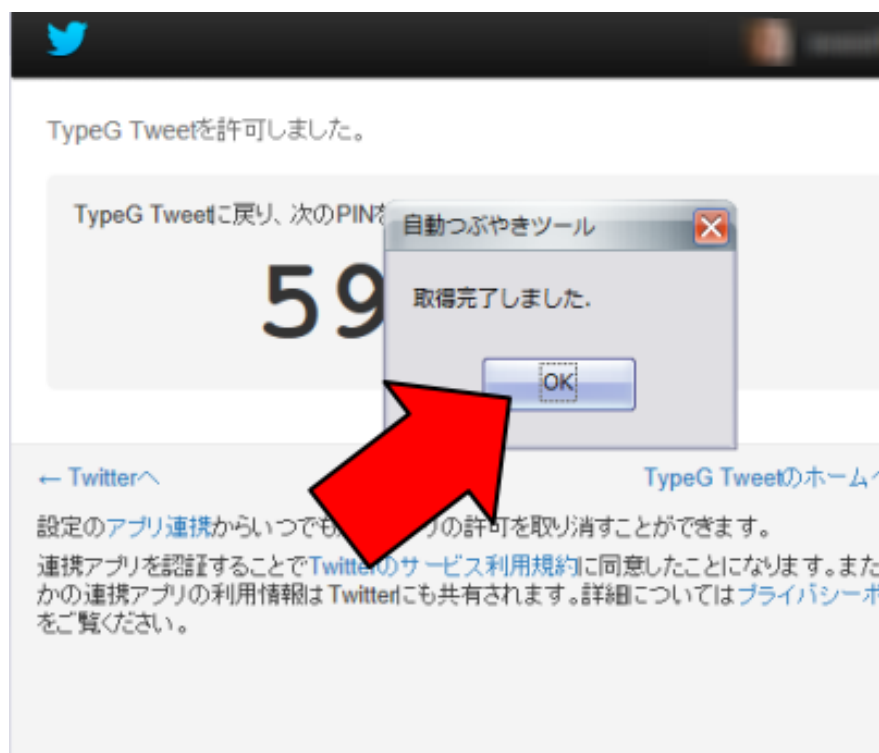 TypeG Tweetを許可しました。
TypeG Tweetに戻り、次のPIN
自動つぶやきツール
59
取得完了しました.
OK
← Twitterへ
TypeG Tweetのホームへ
設定のアプリ連携からいつでも リの許可を取り消すことができます。
連携アプリを認証することでTwitterのサービス利用規約に同意したことになります。また
かの連携アプリの利用情報はTwitterにも共有されます。詳細についてはプライバシーポ
をご覧ください。